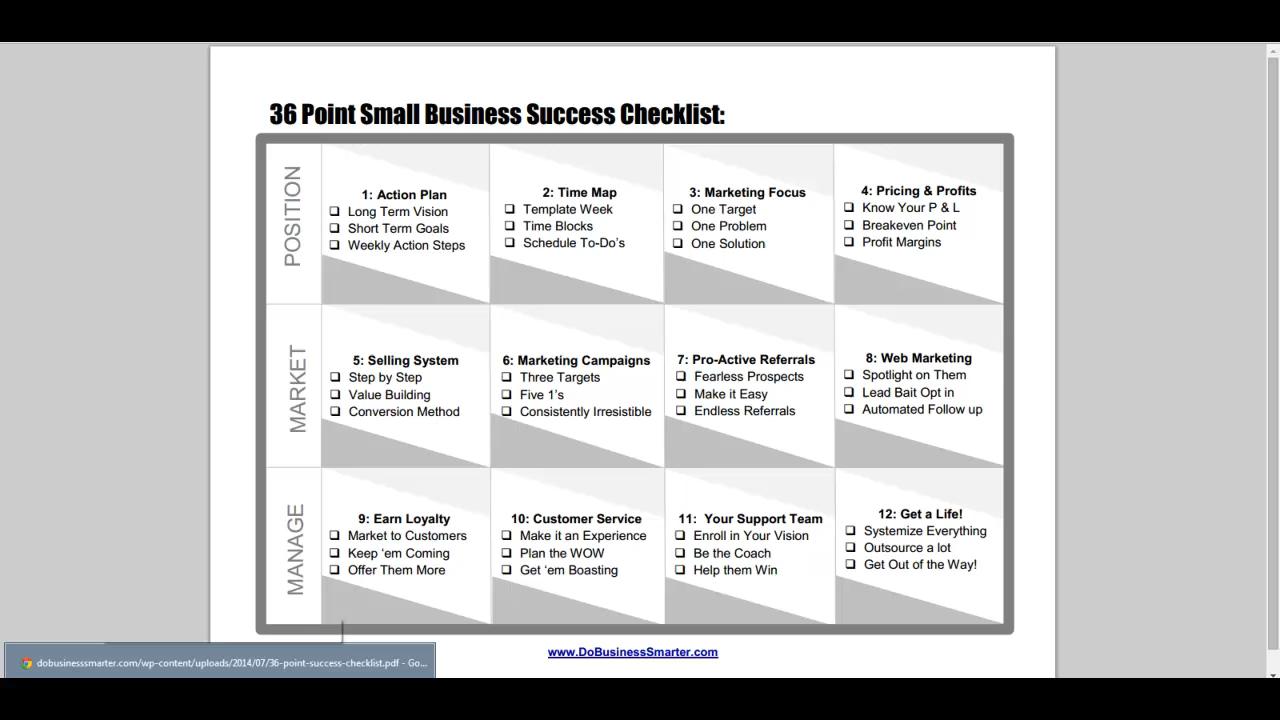 36 Point Small Business Success Checklist:
POSITION
1: Action Plan
Long Term Vision
Short Term Goals
Weekly Action Steps
2: Time Map
Template Week
Time Blocks
Schedule To-Do’s
3: Marketing Focus
One Target
One Problem
One Solution
4: Pricing & Profits
Know Your P & L
Breakeven Point
Profit Margins
MARKET
5: Selling System
Step by Step
Value Building
Conversion Method
6: Marketing Campaigns
Three Targets
Five 1’s
Consistently Irresistible
7: Pro-Active Referrals
Fearless Prospects
Make it Easy
Endless Referrals
8: Web Marketing
Spotlight on Them
Lead Bait Opt in
Automated Follow up
MANAGE
9: Earn Loyalty
Market to Customers
Keep ‘em Coming
Offer Them More
10: Customer Service
Make it an Experience
Plan the WOW
Get ‘em Boasting
11: Your Support Team
Enroll in Your Vision
Be the Coach
Help them Win
12: Get a Life!
Systemize Everything
Outsource a lot
Get Out of the Way!
www.DoBusinessSmarter.com
dobusinesssmarter.com/wp-content/uploads/2014/07/36-point-success-checklist.pdf - Go...